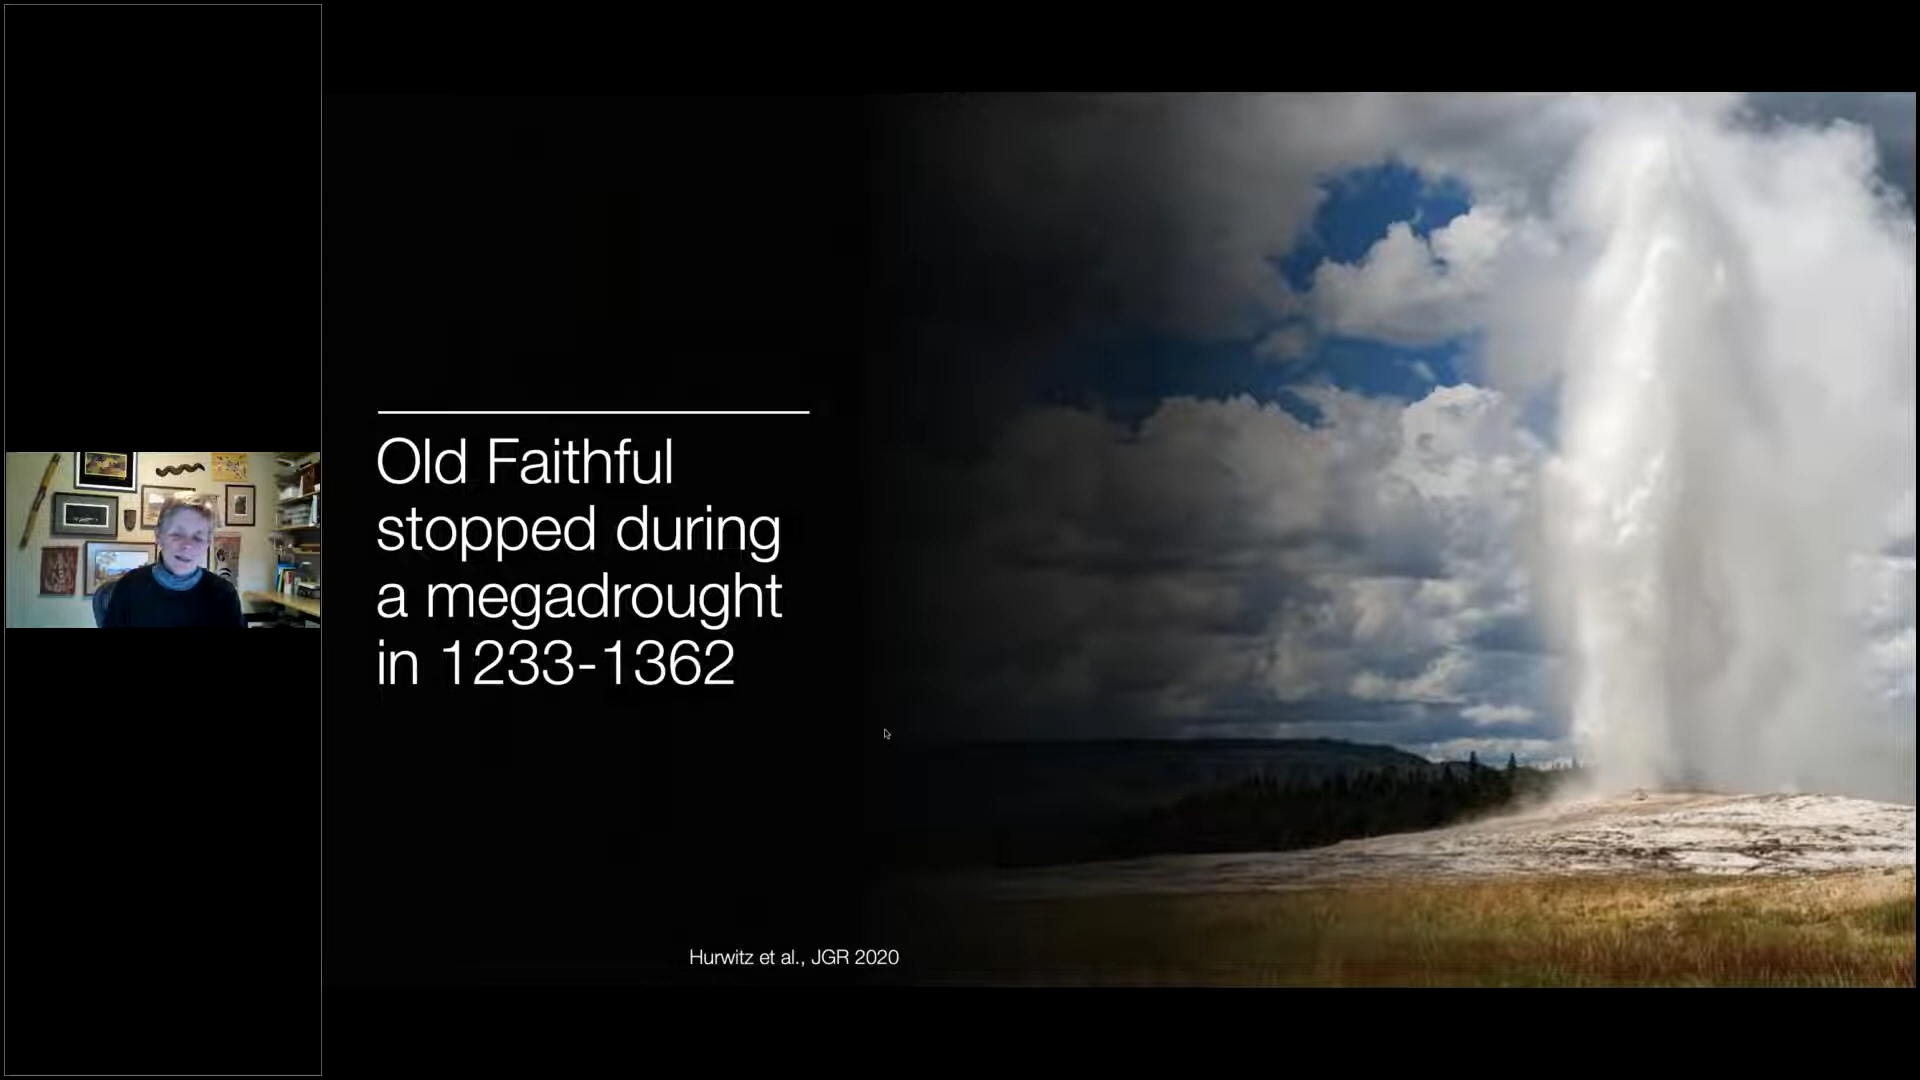 Old Faithful
stopped during
a megadrought
in 1233-1362
Hurwitz et al., JGR 2020